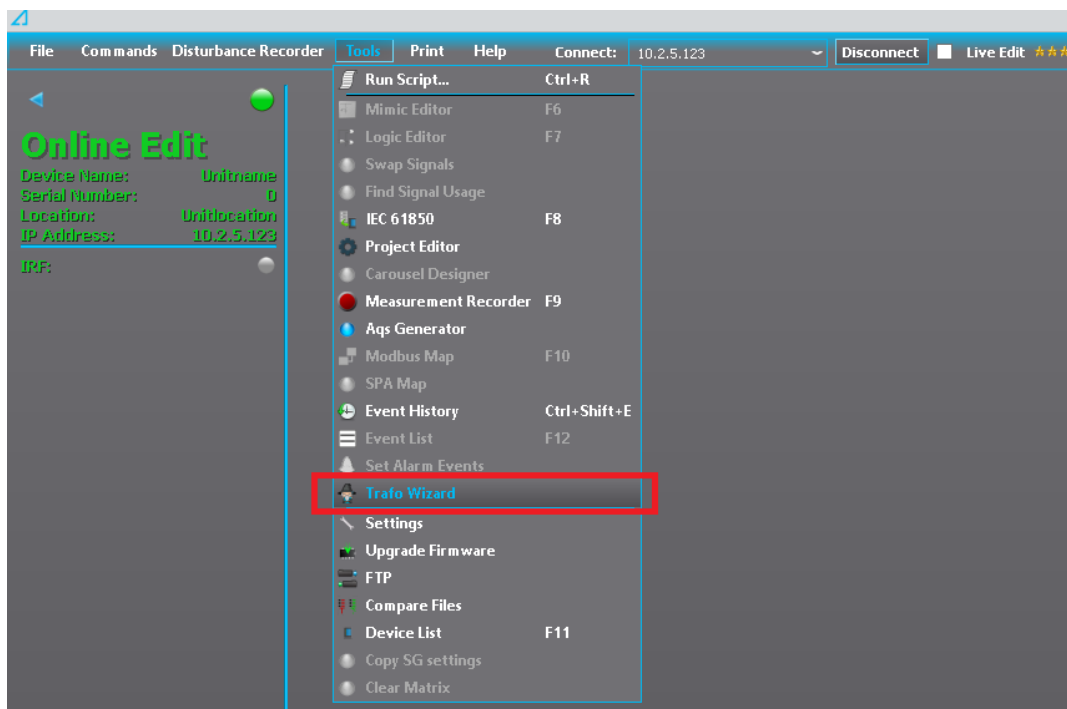 File Commands Disturbance Recorder Tools Print Help Connect: 10.2.5.123 Disconnect Live Edit
Online Edit
Device Name: Unitname
Serial Number: 0
Location: Unitlocation
IP Address: 10.2.5.123
IRF:
Run Script... Ctrl+R
Mimic Editor F6
Logic Editor F7
Swap Signals
Find Signal Usage
IEC 61850 F8
Project Editor
Carousel Designer
Measurement Recorder F9
Aqs Generator
Modbus Map F10
SPA Map
Event History Ctrl+Shift+E
Event List F12
Set Alarm Events
Trafo Wizard
Settings
Upgrade Firmware
FTP
Compare Files
Device List F11
Copy SG settings
Clear Matrix